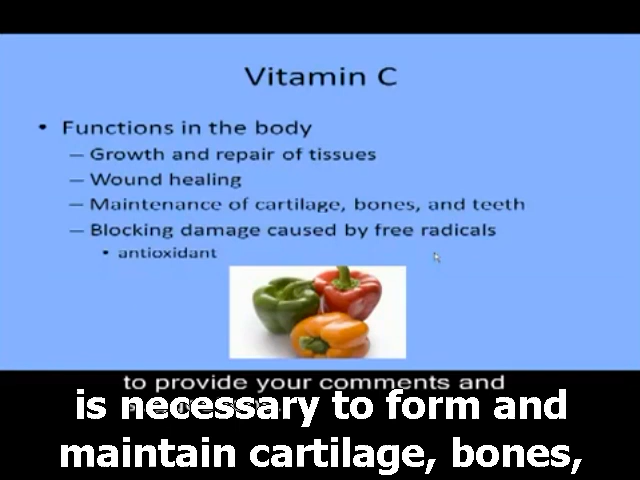 Vitamin C
• Functions in the body
– Growth and repair of tissues
– Wound healing
– Maintenance of cartilage, bones, and teeth
– Blocking damage caused by free radicals
• antioxidant
to provide your comments and
is necessary to form and
maintain cartilage, bones,